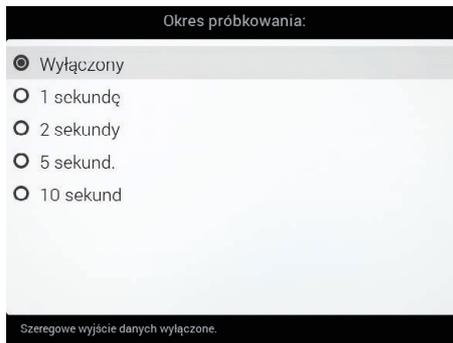 Okres próbkowania:
Wyłączony
1 sekundę
2 sekundy
5 sekund.
10 sekund
Szeregowe wyjście danych wyłączone.